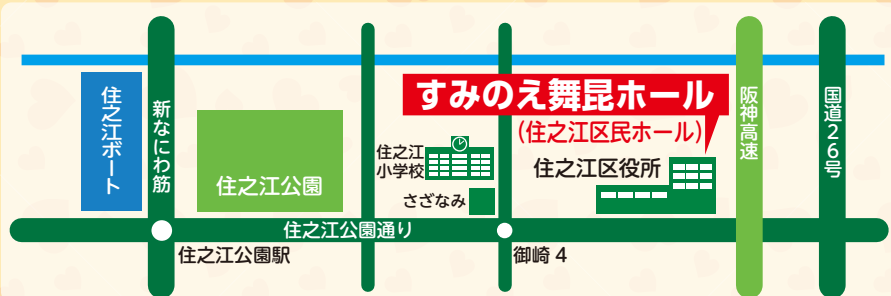 すみのえ舞昆ホール
(住之江区民ホール)
住之江ボート
新なにわ筋
住之江公園
住之江
小学校
さざなみ
住之江区役所
阪神高速
国道26号
住之江公園通り
住之江公園駅
御崎 4